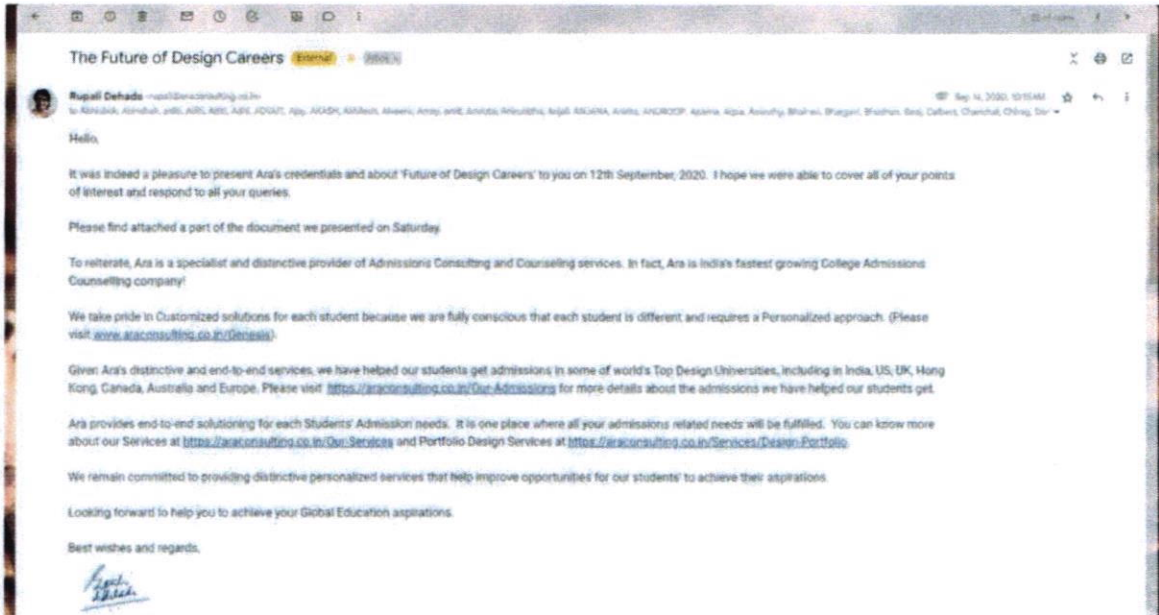 The Future of Design Careers External Inbox
Rupali Dehado
Sep 14, 2020, 10:15 AM
to Abhishek,
Hello,
It was indeed a pleasure to present Ara's credentials and about 'Future of Design Careers' to you on 12th September, 2020. I hope we were able to cover all of your points
of interest and respond to all your queries.
Please find attached a part of the document we presented on Saturday.
To reiterate, Ara is a specialist and distinctive provider of Admissions Consulting and Counseling services. In fact, Ara is India's fastest growing College Admissions
Counselling company!
We take pride in Customized solutions for each student because we are fully conscious that each student is different and requires a Personalized approach. (Please
visit www.araconsulting.co.in/Genesis).
Given Ara's distinctive and end-to-end services, we have helped our students get admissions in some of world's Top Design Universities, including in India, US, UK, Hong
Kong, Canada, Australia and Europe. Please visit https://araconsulting.co.in/Our-Admissions for more details about the admissions we have helped our students get.
Ara provides end-to-end solutioning for each Students' Admission needs. It is one place where all your admissions related needs will be fulfilled. You can know more
about our Services at https://araconsulting.co.in/Our-Services and Portfolio Design Services at https://araconsulting.co.in/Services/Design-Portfolio
We remain committed to providing distinctive personalized services that help improve opportunities for our students' to achieve their aspirations.
Looking forward to help you to achieve your Global Education aspirations.
Best wishes and regards,